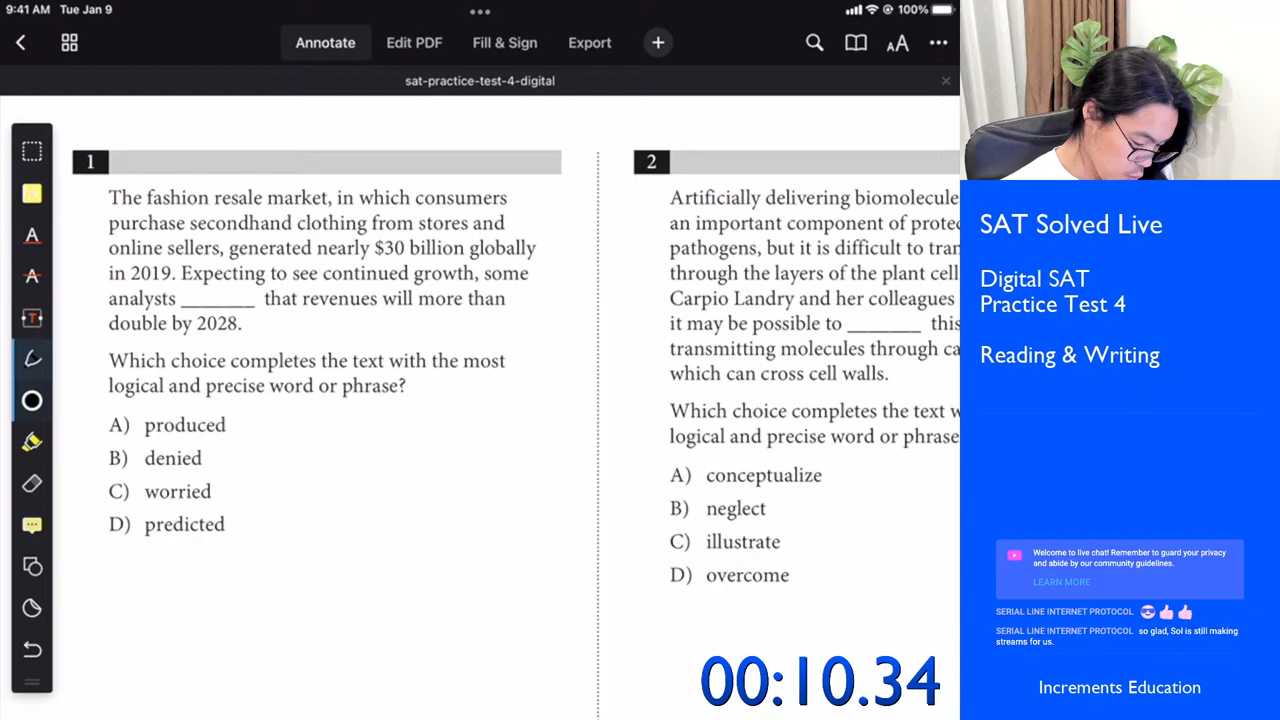 9:41 AM Tue Jan 9
100%
Annotate
Edit PDF
Fill & Sign
Export
AA
sat-practice-test-4-digital
1
The fashion resale market, in which consumers
purchase secondhand clothing from stores and
online sellers, generated nearly $30 billion globally
in 2019. Expecting to see continued growth, some
analysts ________ that revenues will more than
double by 2028.
Which choice completes the text with the most
logical and precise word or phrase?
A) produced
B) denied
C) worried
D) predicted
2
Artificially delivering biomolecule
an important component of prote
pathogens, but it is difficult to tran
through the layers of the plant cell
Carpio Landry and her colleagues
it may be possible to ________ this
transmitting molecules through ca
which can cross cell walls.
Which choice completes the text w
logical and precise word or phrase
A) conceptualize
B) neglect
C) illustrate
D) overcome
00:10.34
SAT Solved Live
Digital SAT
Practice Test 4
Reading & Writing
Welcome to live chat! Remember to guard your privacy
and abide by our community guidelines.
LEARN MORE
SERIAL LINE INTERNET PROTOCOL 😎👍👍
SERIAL LINE INTERNET PROTOCOL so glad, Sol is still making
streams for us.
Increments Education